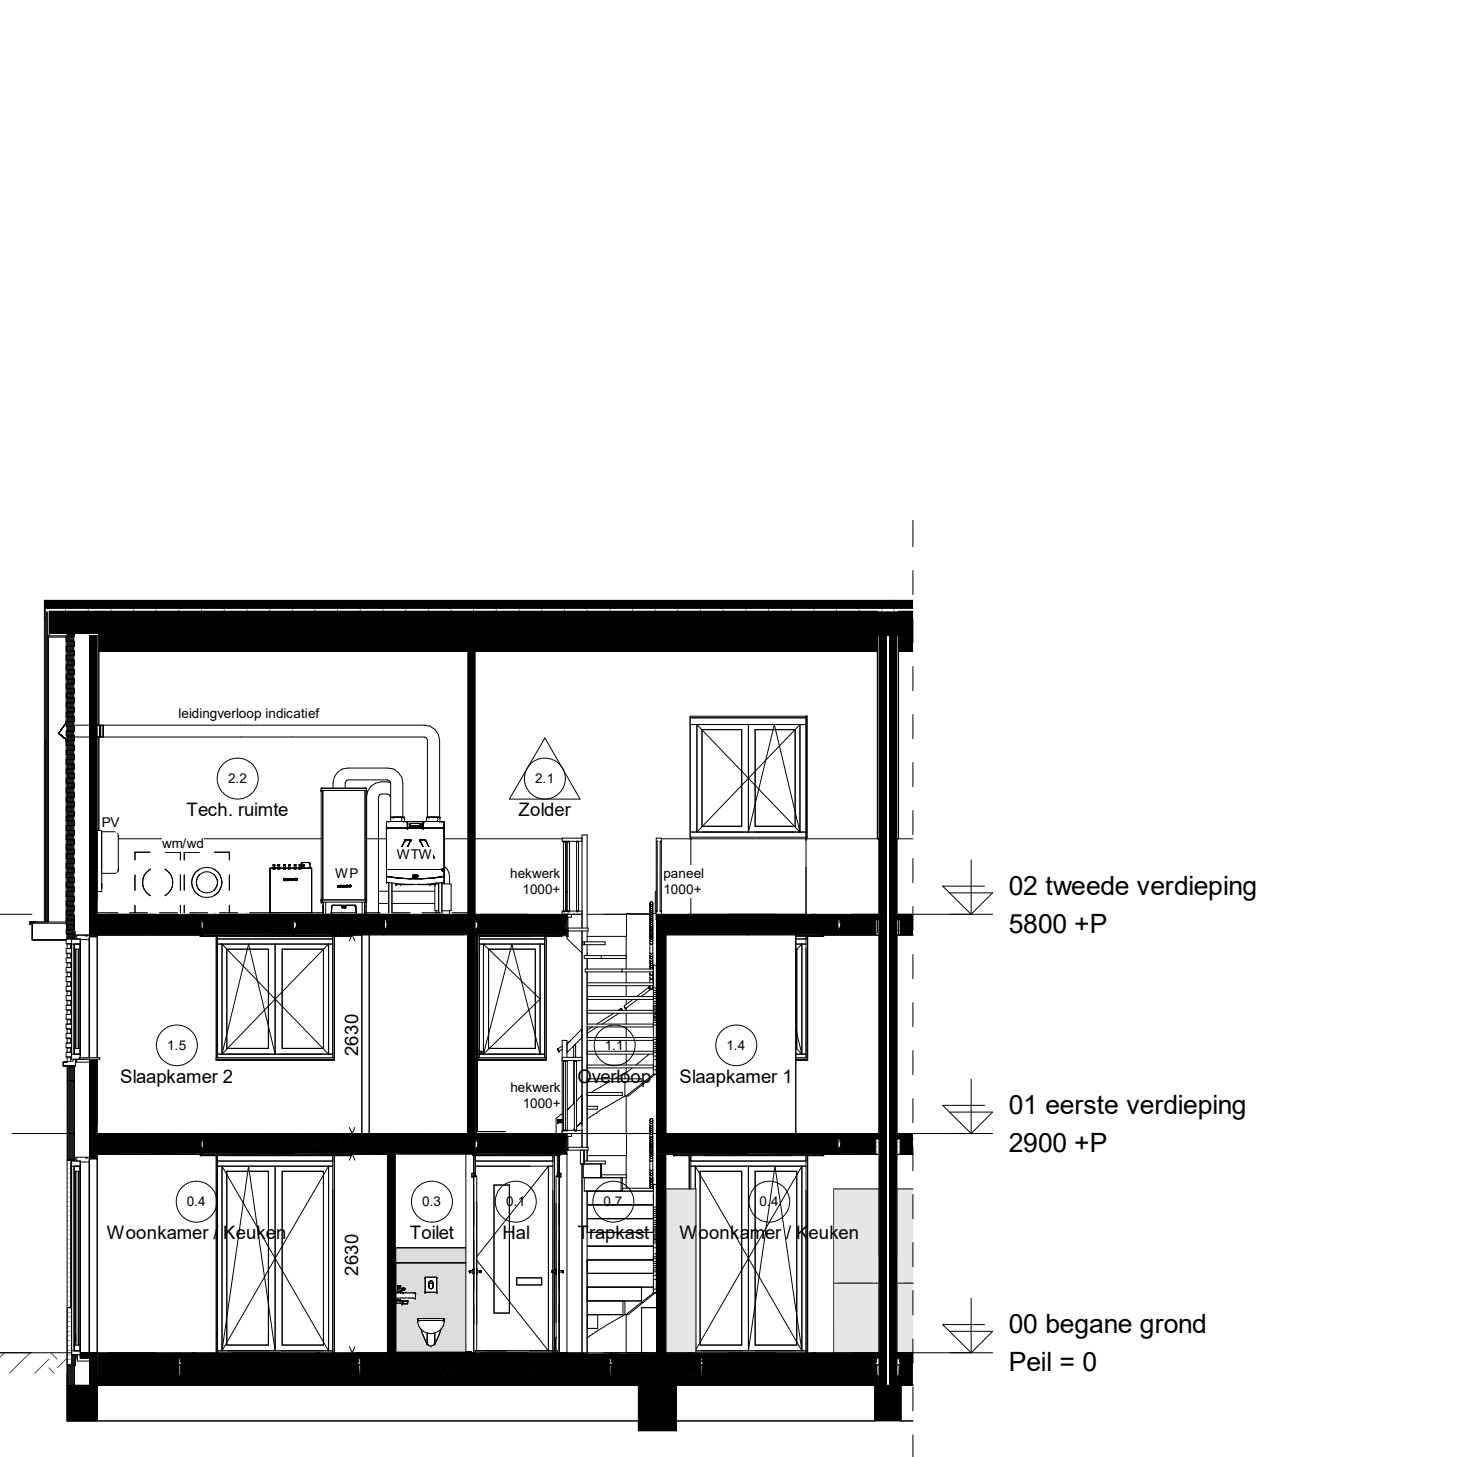 leidingverloop indicatief
2.2
Tech. ruimte
2.1
Zolder
PV
wm/wd
WP
WTW
hekwerk
1000+
paneel
1000+
02 tweede verdieping
5800 +P
1.5
Slaapkamer 2
2630
1.1
Overloop
1.4
Slaapkamer 1
hekwerk
1000+
01 eerste verdieping
2900 +P
0.4
Woonkamer / Keuken
2630
0.3
Toilet
0.1
Hal
0.7
Trapkast
0.4
Woonkamer / Keuken
00 begane grond
Peil = 0